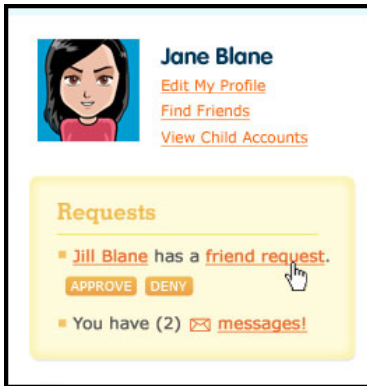 Jane Blane
Edit My Profile
Find Friends
View Child Accounts
Requests
Jill Blane has a friend request.
APPROVE DENY
You have (2) messages!